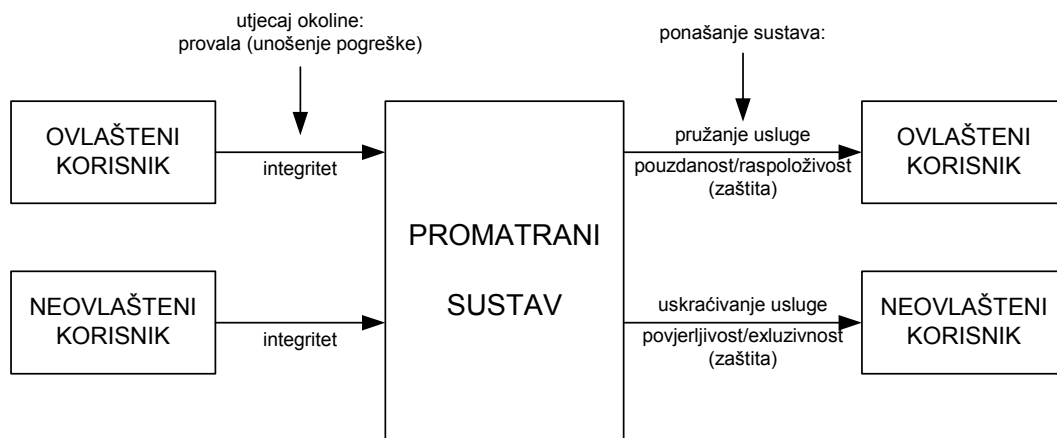 utjecaj okoline:
provala (unošenje pogreške)
ponašanje sustava:
OVLAŠTENI
KORISNIK
integritet
PROMATRANI
SUSTAV
pružanje usluge
pouzdanost/raspoloživost
(zaštita)
OVLAŠTENI
KORISNIK
NEOVLAŠTENI
KORISNIK
integritet
uskraćivanje usluge
povjerljivost/exluzivnost
(zaštita)
NEOVLAŠTENI
KORISNIK